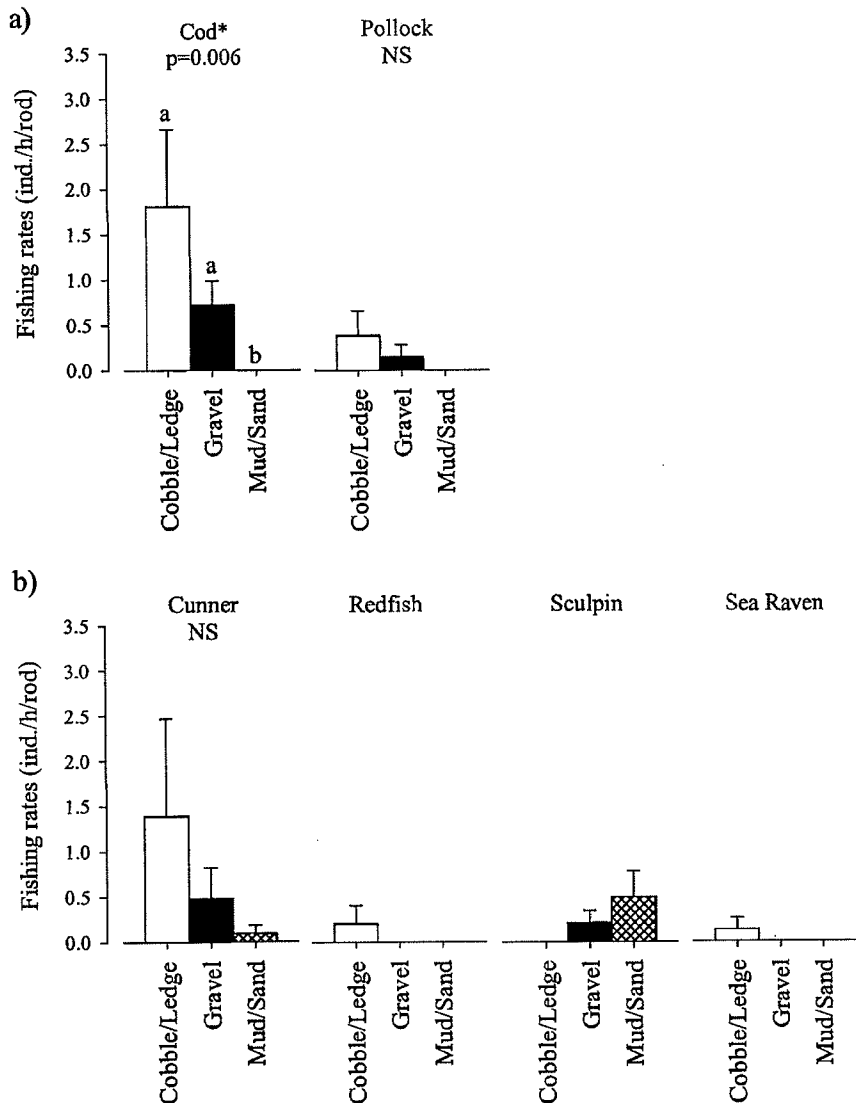 a)
Cod*
p=0.006
Pollock
NS
Fishing rates (ind./h/rod)
3.5
3.0
2.5
2.0
1.5
1.0
0.5
0.0
a
a
b
Cobble/Ledge
Gravel
Mud/Sand
Cobble/Ledge
Gravel
Mud/Sand
b)
Cunner
NS
Redfish
Sculpin
Sea Raven
Fishing rates (ind./h/rod)
3.5
3.0
2.5
2.0
1.5
1.0
0.5
0.0
Cobble/Ledge
Gravel
Mud/Sand
Cobble/Ledge
Gravel
Mud/Sand
Cobble/Ledge
Gravel
Mud/Sand
Cobble/Ledge
Gravel
Mud/Sand